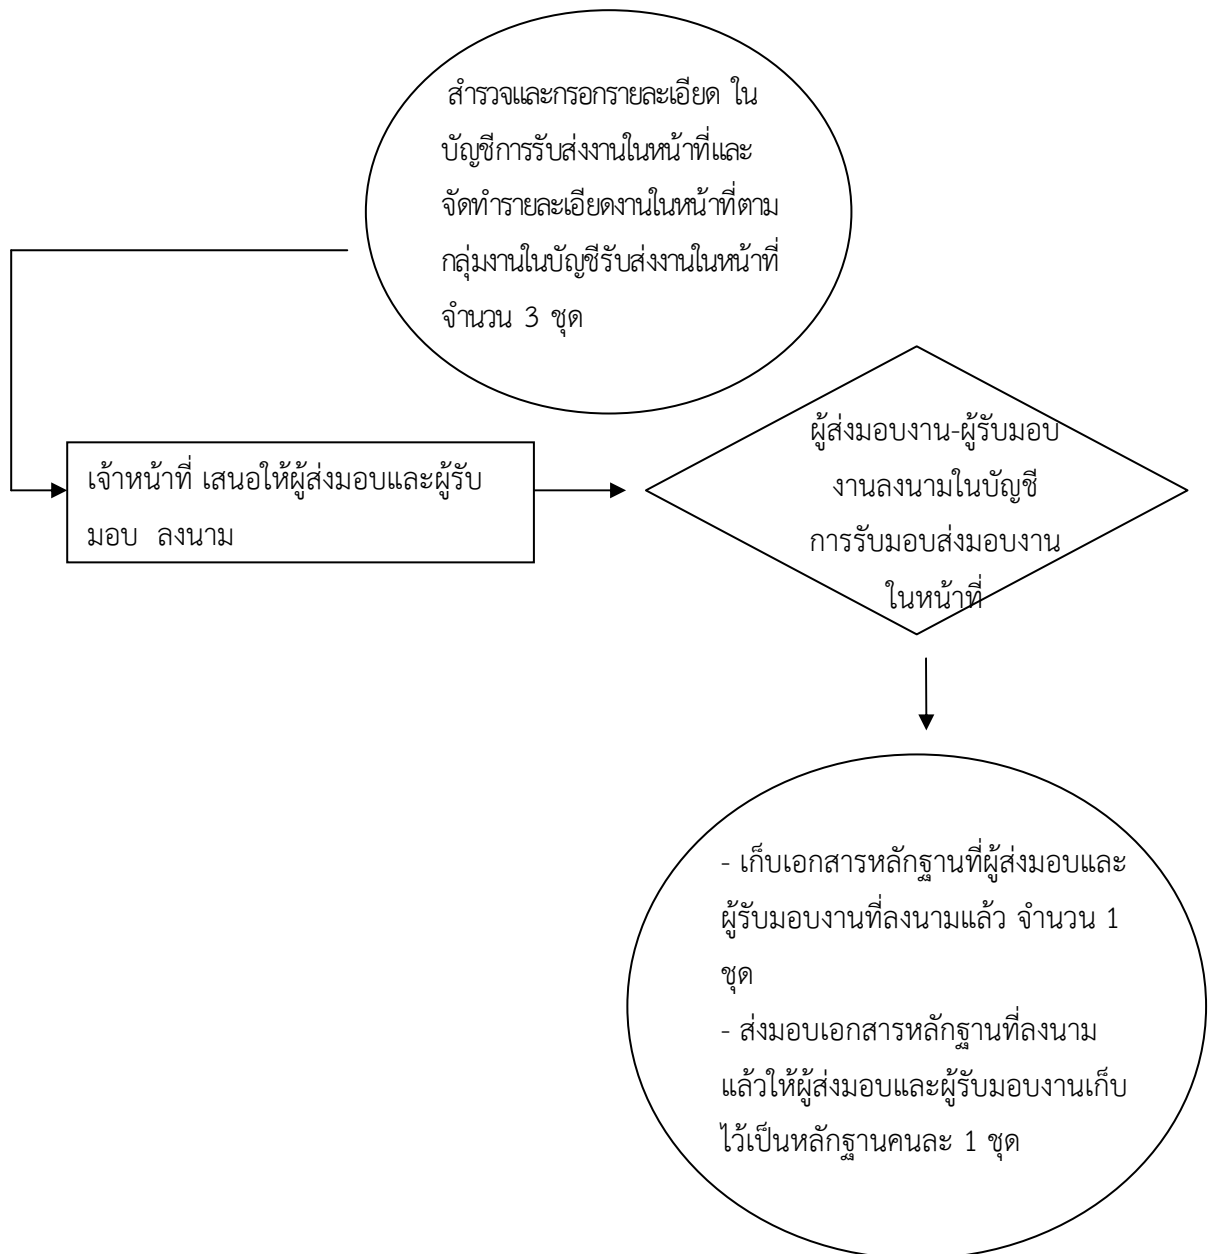 สำรวจและกรอกรายละเอียด ใน
บัญชีการรับส่งงานในหน้าที่และ
จัดทำรายละเอียดงานในหน้าที่ตาม
กลุ่มงานในบัญชีรับส่งงานในหน้าที่
จำนวน 3 ชุด
เจ้าหน้าที่ เสนอให้ผู้ส่งมอบและผู้รับ
มอบ ลงนาม
ผู้ส่งมอบงาน-ผู้รับมอบ
งานลงนามในบัญชี
การรับมอบส่งมอบงาน
ในหน้าที่
- เก็บเอกสารหลักฐานที่ผู้ส่งมอบและ
ผู้รับมอบงานที่ลงนามแล้ว จำนวน 1
ชุด
- ส่งมอบเอกสารหลักฐานที่ลงนาม
แล้วให้ผู้ส่งมอบและผู้รับมอบงานเก็บ
ไว้เป็นหลักฐานคนละ 1 ชุด